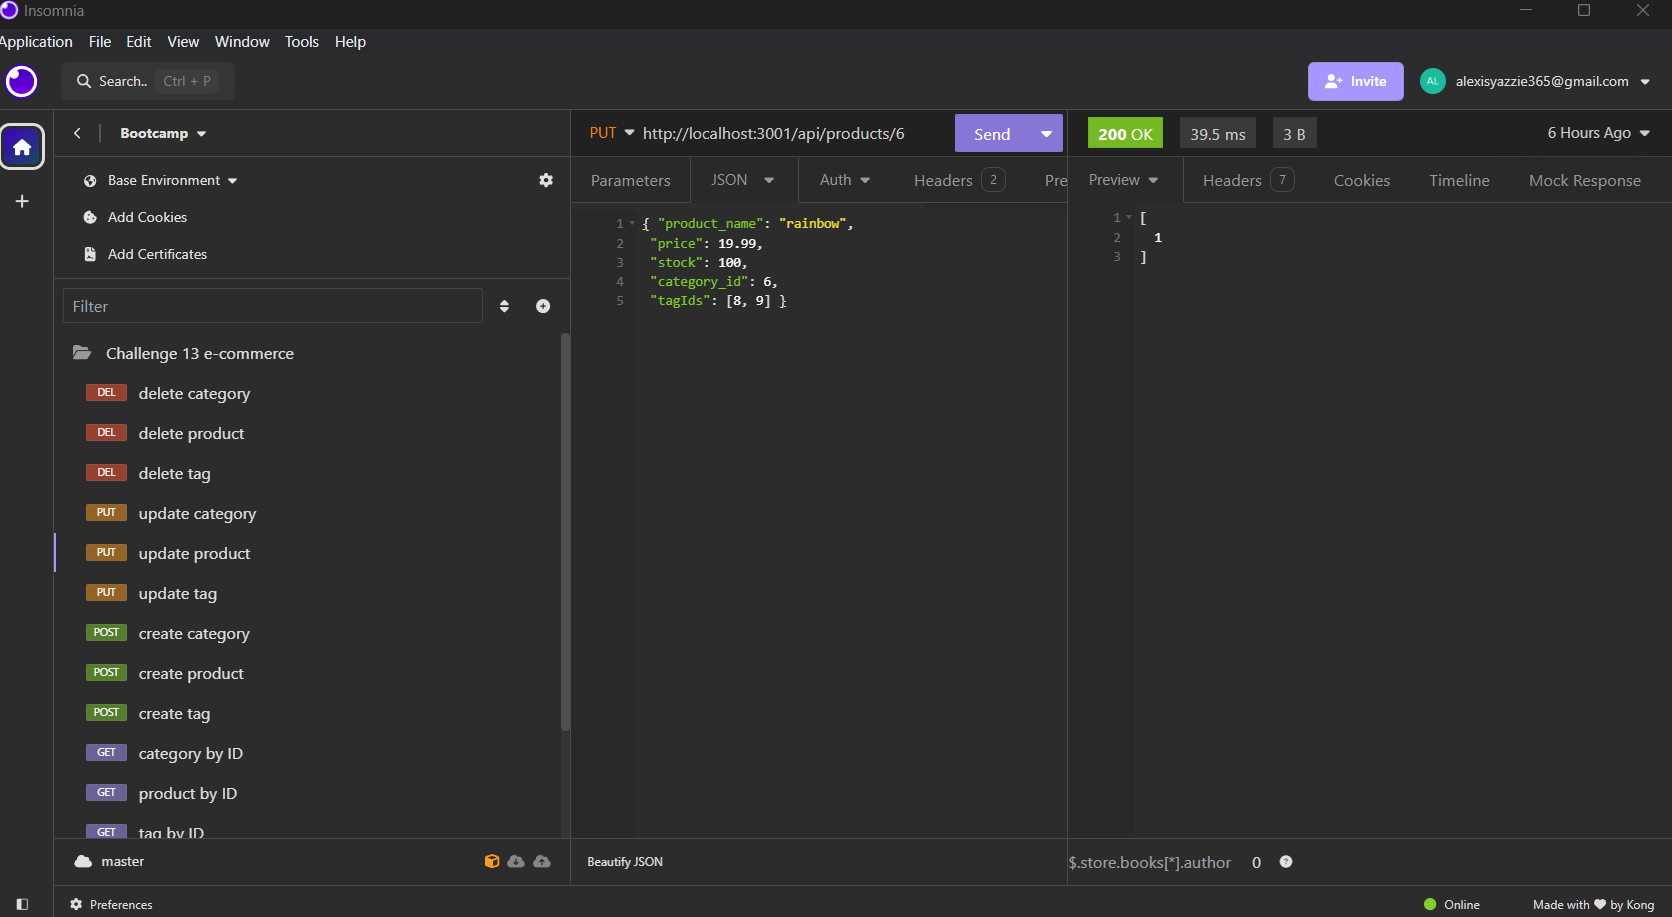 Insomnia
Application File Edit View Window Tools Help
Search.. Ctrl + P
Invite
AL
alexisyazzie365@gmail.com
Bootcamp
PUT http://localhost:3001/api/products/6 Send
200 OK 39.5 ms 3 B 6 Hours Ago
Base Environment
Parameters JSON Auth Headers 2 Pre
Preview Headers 7 Cookies Timeline Mock Response
Add Cookies
Add Certificates
1 { "product_name": "rainbow",
2 "price": 19.99,
3 "stock": 100,
4 "category_id": 6,
5 "tagIds": [8, 9] }
1 [
2 1
3 ]
Filter
Challenge 13 e-commerce
DEL delete category
DEL delete product
DEL delete tag
PUT update category
PUT update product
PUT update tag
POST create category
POST create product
POST create tag
GET category by ID
GET product by ID
GET tag by ID
master
Beautify JSON
$.store.books[*].author 0 ?
Preferences
Online
Made with ❤ by Kong